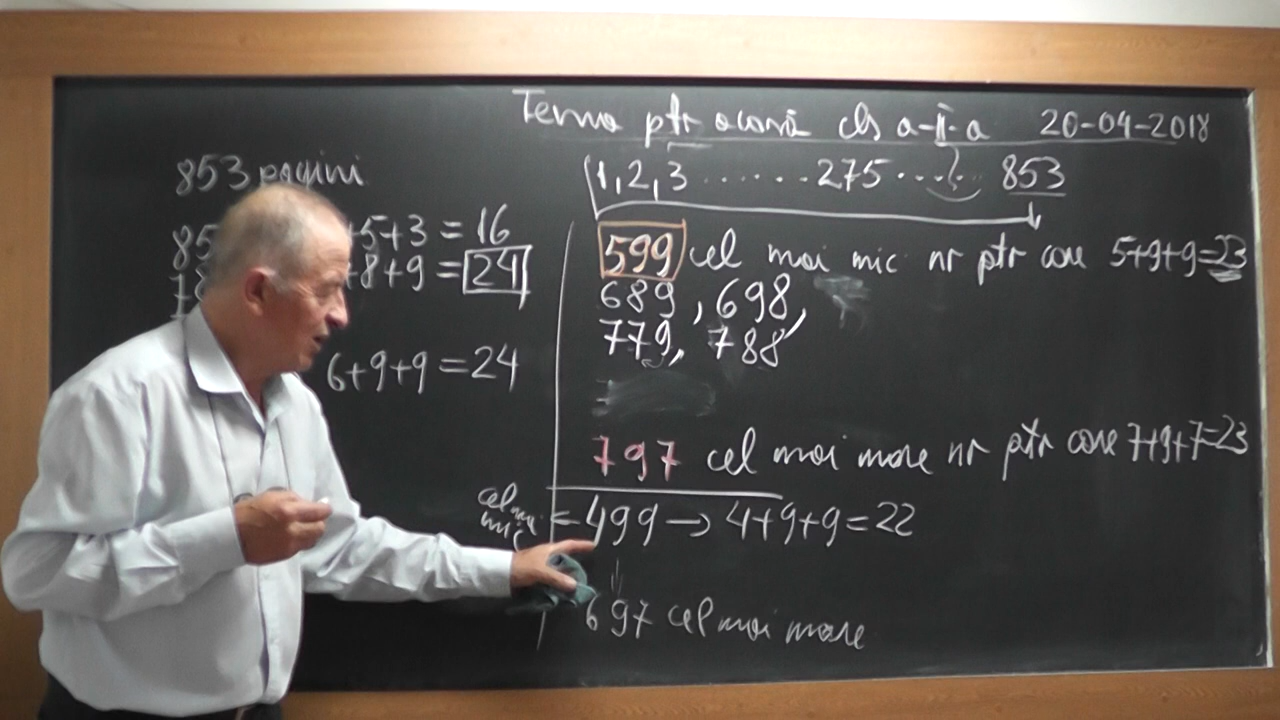 Tema ptr acasă cls a-II-a 20-04-2018
853 pagini
1, 2, 3 ....... 275 ...... 853
+5+3 = 16
+8+9 = 24
6+9+9 = 24
599 cel mai mic nr ptr care 5+9+9=23
689, 698,
779, 788
797 cel mai mare nr ptr care 7+9+7=23
cel mai mic
499 → 4+9+9=22
697 cel mai mare